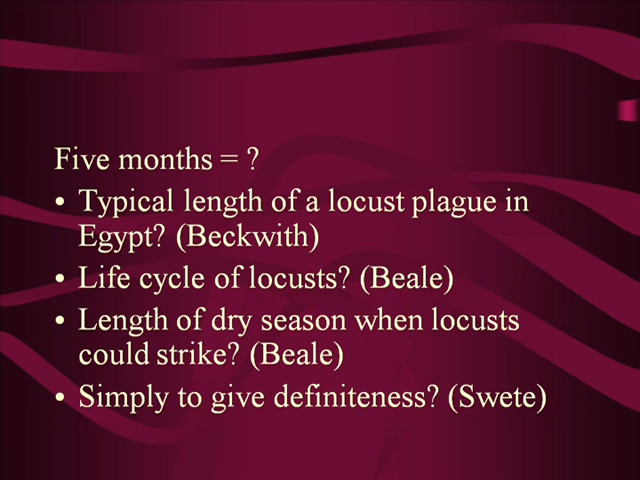 Five months = ?
• Typical length of a locust plague in
Egypt? (Beckwith)
• Life cycle of locusts? (Beale)
• Length of dry season when locusts
could strike? (Beale)
• Simply to give definiteness? (Swete)